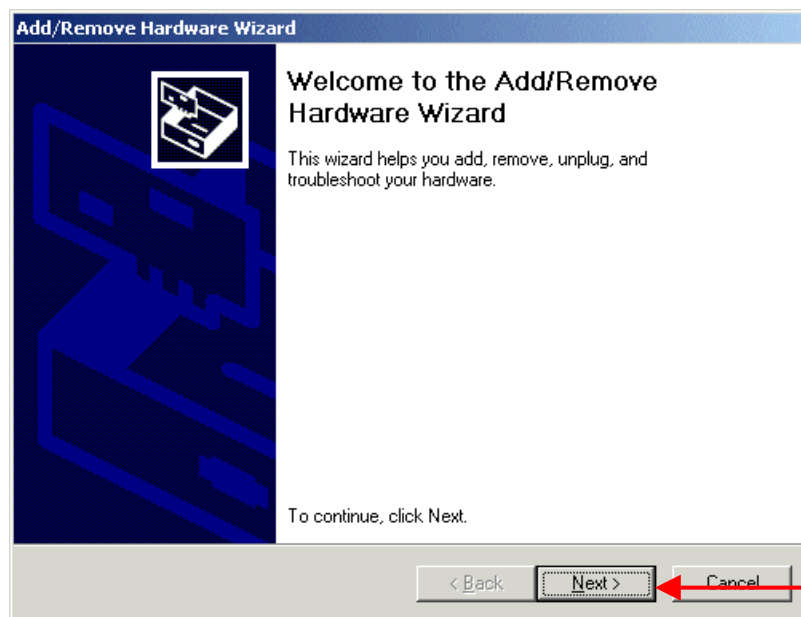 Add/Remove Hardware Wizard
Welcome to the Add/Remove
Hardware Wizard
This wizard helps you add, remove, unplug, and
troubleshoot your hardware.
To continue, click Next.
< Back Next > Cancel